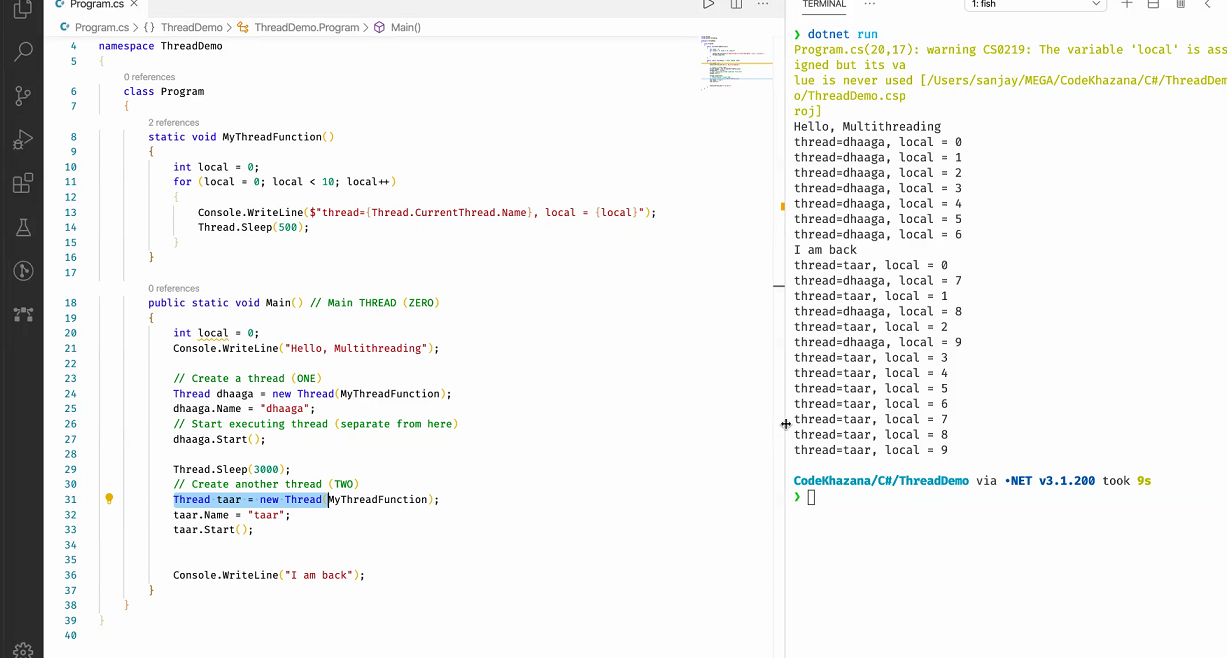 Program.cs
Program.cs > {} ThreadDemo > ThreadDemo.Program > Main()
4 namespace ThreadDemo
5 {
0 references
6 class Program
7 {
2 references
8 static void MyThreadFunction()
9 {
10 int local = 0;
11 for (local = 0; local < 10; local++)
12 {
13 Console.WriteLine($"thread={Thread.CurrentThread.Name}, local = {local}");
14 Thread.Sleep(500);
15 }
16 }
17
0 references
18 public static void Main() // Main THREAD (ZERO)
19 {
20 int local = 0;
21 Console.WriteLine("Hello, Multithreading");
22
23 // Create a thread (ONE)
24 Thread dhaaga = new Thread(MyThreadFunction);
25 dhaaga.Name = "dhaaga";
26 // Start executing thread (separate from here)
27 dhaaga.Start();
28
29 Thread.Sleep(3000);
30 // Create another thread (TWO)
31 Thread taar = new Thread(MyThreadFunction);
32 taar.Name = "taar";
33 taar.Start();
34
35
36 Console.WriteLine("I am back");
37 }
38 }
39 }
40
TERMINAL ··· 1: fish
❯ dotnet run
Program.cs(20,17): warning CS0219: The variable 'local' is ass
igned but its va
lue is never used [/Users/sanjay/MEGA/CodeKhazana/C#/ThreadDem
o/ThreadDemo.csp
roj]
Hello, Multithreading
thread=dhaaga, local = 0
thread=dhaaga, local = 1
thread=dhaaga, local = 2
thread=dhaaga, local = 3
thread=dhaaga, local = 4
thread=dhaaga, local = 5
thread=dhaaga, local = 6
I am back
thread=taar, local = 0
thread=dhaaga, local = 7
thread=taar, local = 1
thread=dhaaga, local = 8
thread=taar, local = 2
thread=dhaaga, local = 9
thread=taar, local = 3
thread=taar, local = 4
thread=taar, local = 5
thread=taar, local = 6
thread=taar, local = 7
thread=taar, local = 8
thread=taar, local = 9
CodeKhazana/C#/ThreadDemo via •NET v3.1.200 took 9s
❯